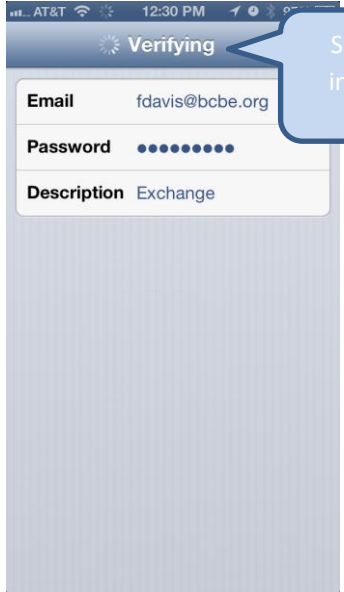 AT&T 12:30 PM
Verifying
Email fdavis@bcbe.org
Password ●●●●●●●●●
Description Exchange